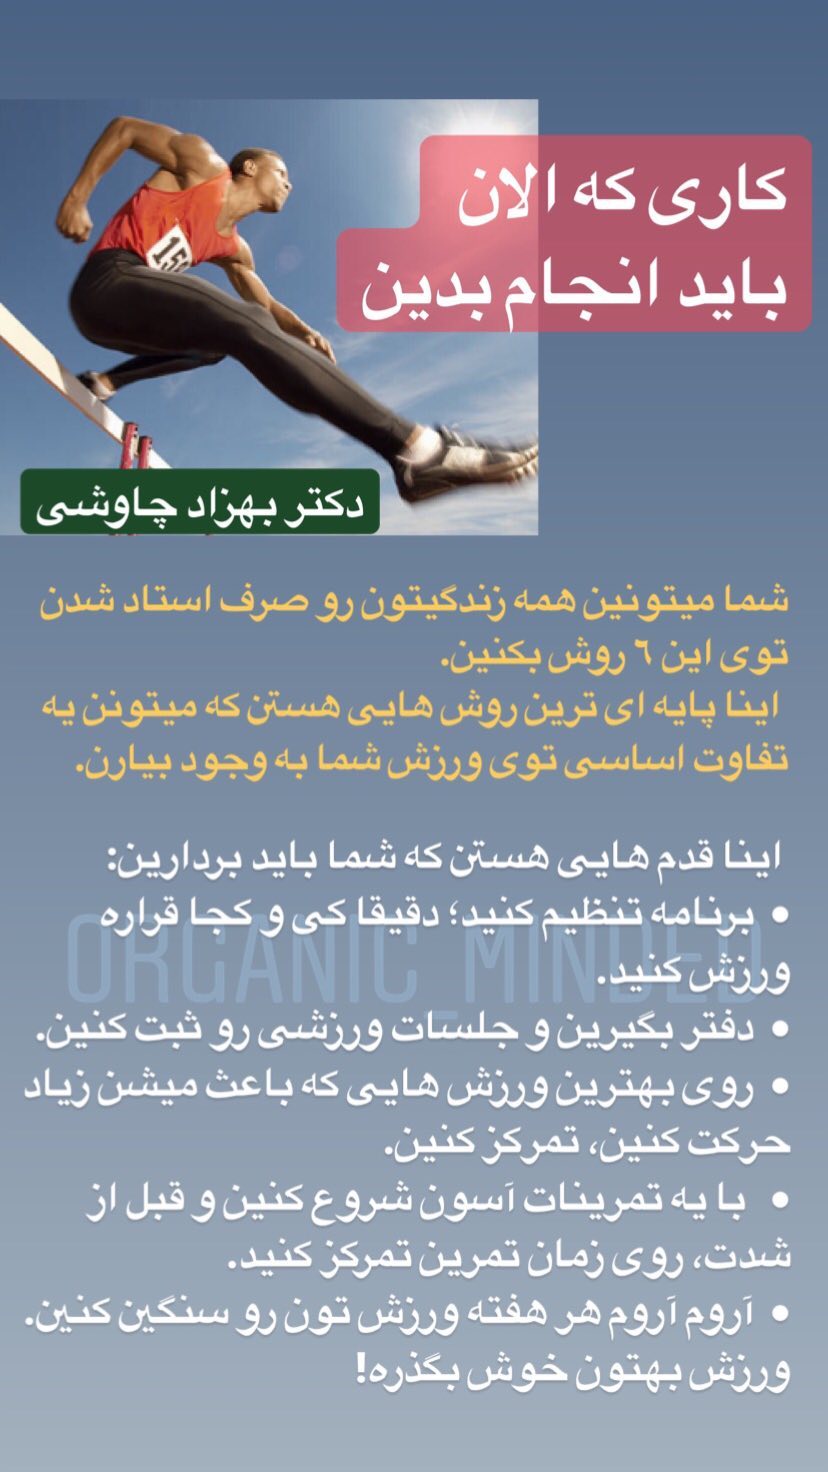 کاری که الان
باید انجام بدین
150
دکتر بهزاد چاوشی
شما میتونین همه زندگیتون رو صرف استاد شدن
توی این ٦ روش بکنین.
اینا پایه ای ترین روش هایی هستن که میتونن یه
تفاوت اساسی توی ورزش شما به وجود بیارن.
اینا قدم هایی هستن که شما باید بردارین:
• برنامه تنظیم کنید؛ دقیقا کی و کجا قراره
ورزش کنید.
ORGANIC_MINDED
• دفتر بگیرین و جلسات ورزشی رو ثبت کنین.
• روی بهترین ورزش هایی که باعث میشن زیاد
حرکت کنین، تمرکز کنین.
• با یه تمرینات آسون شروع کنین و قبل از
شدت، روی زمان تمرین تمرکز کنید.
• آروم آروم هر هفته ورزش تون رو سنگین کنین.
ورزش بهتون خوش بگذره!